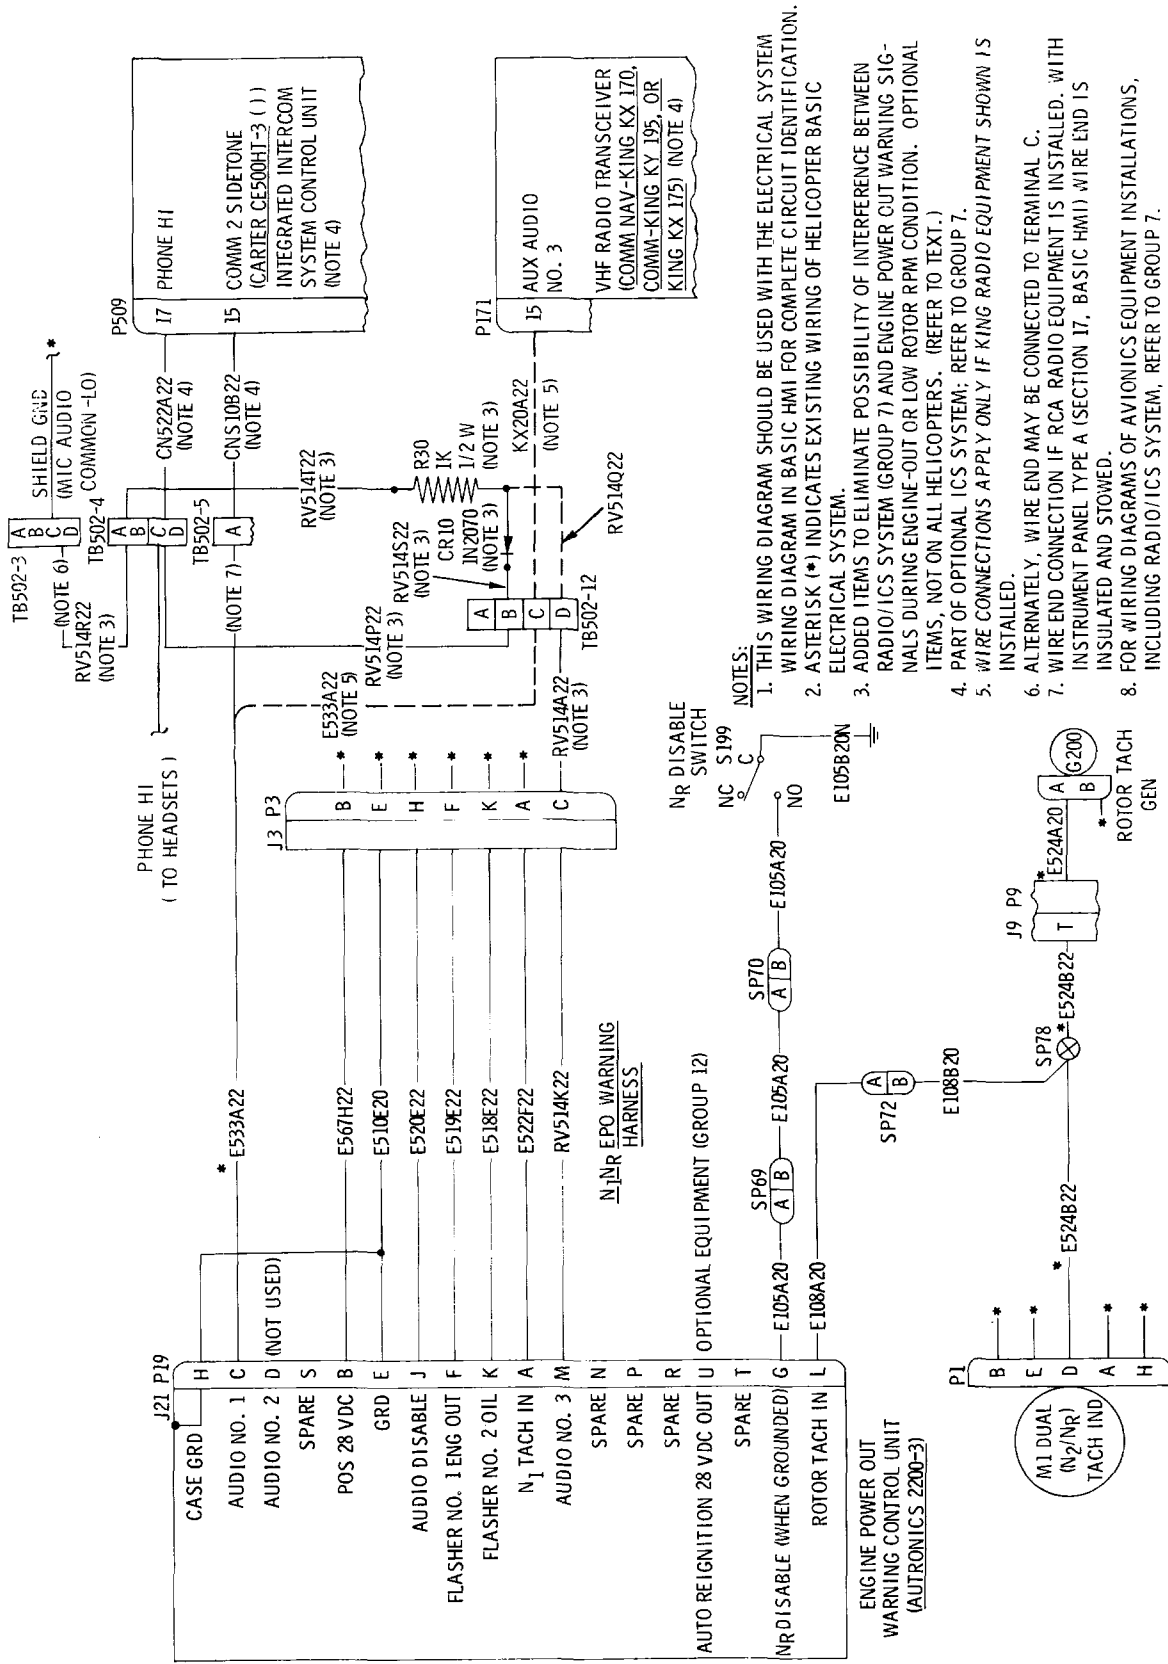 TB502-3
A
B
C
D
SHIELD GND *
(MIC AUDIO
COMMON-LO)
(NOTE 6)
RV514R22
(NOTE 3)
TB502-4
A
B
C
D
TB502-5
A
(NOTE 7)
PHONE HI
( TO HEADSETS )
CN522A22
(NOTE 4)
CNS10B22
(NOTE 4)
P509
17
PHONE HI
15
COMM 2 SIDETONE
(CARTER CE500HT-3 ( ) )
INTEGRATED INTERCOM
SYSTEM CONTROL UNIT
(NOTE 4)
RV514T22
(NOTE 3)
R30
1K
1/2 W
(NOTE 3)
RV514S22
(NOTE 3)
CR10
1N2070
(NOTE 3)
KX20A22
(NOTE 5)
RV514Q22
P171
15
AUX AUDIO
NO. 3
VHF RADIO TRANSCEIVER
(COMM NAV-KING KX 170,
COMM-KING KY 195, OR
KING KX 175) (NOTE 4)
RV514P22
(NOTE 3)
A
B
C
D
TB502-12
E533A22
(NOTE 5)
RV514A22
(NOTE 3)
J3 P3
B *
E *
H *
F *
K *
A *
C
J21 P19
CASE GRD H
AUDIO NO. 1 C
* E533A22
AUDIO NO. 2 D (NOT USED)
SPARE S
POS 28 VDC B
E567H22
GRD E
E510E20
AUDIO DISABLE J
E520E22
FLASHER NO. 1 ENG OUT F
E519E22
FLASHER NO. 2 OIL K
E518E22
N1 TACH IN A
E522F22
AUDIO NO. 3 M
RV514K22
SPARE N
SPARE P
SPARE R
N1NR EPO WARNING
HARNESS
AUTO REIGNITION 28 VDC OUT U OPTIONAL EQUIPMENT (GROUP 12)
SPARE T
NR DISABLE (WHEN GROUNDED) G
E105A20
SP69
A B
E105A20
SP70
A B
E105A20
NR DISABLE
SWITCH
NC S199
C
NO
E105B20N
ROTOR TACH IN L
E108A20
SP72
A
B
E108B20
ENGINE POWER OUT
WARNING CONTROL UNIT
(AUTRONICS 2200-3)
M1 DUAL
(N2/NR)
TACH IND
P1
B *
E *
D
A *
H *
* E524B22
SP78
* E524B22
J9 P9
T
* E524A20
A
B
G200
*
ROTOR TACH
GEN
NOTES:
1. THIS WIRING DIAGRAM SHOULD BE USED WITH THE ELECTRICAL SYSTEM
WIRING DIAGRAM IN BASIC HMI FOR COMPLETE CIRCUIT IDENTIFICATION.
2. ASTERISK (*) INDICATES EXISTING WIRING OF HELICOPTER BASIC
ELECTRICAL SYSTEM.
3. ADDED ITEMS TO ELIMINATE POSSIBILITY OF INTERFERENCE BETWEEN
RADIO/ICS SYSTEM (GROUP 7) AND ENGINE POWER OUT WARNING SIG-
NALS DURING ENGINE-OUT OR LOW ROTOR RPM CONDITION. OPTIONAL
ITEMS, NOT ON ALL HELICOPTERS. (REFER TO TEXT.)
4. PART OF OPTIONAL ICS SYSTEM; REFER TO GROUP 7.
5. WIRE CONNECTIONS APPLY ONLY IF KING RADIO EQUIPMENT SHOWN IS
INSTALLED.
6. ALTERNATELY, WIRE END MAY BE CONNECTED TO TERMINAL C.
7. WIRE END CONNECTION IF RCA RADIO EQUIPMENT IS INSTALLED. WITH
INSTRUMENT PANEL TYPE A (SECTION 17, BASIC HMI) WIRE END IS
INSULATED AND STOWED.
8. FOR WIRING DIAGRAMS OF AVIONICS EQUIPMENT INSTALLATIONS,
INCLUDING RADIO/ICS SYSTEM, REFER TO GROUP 7.